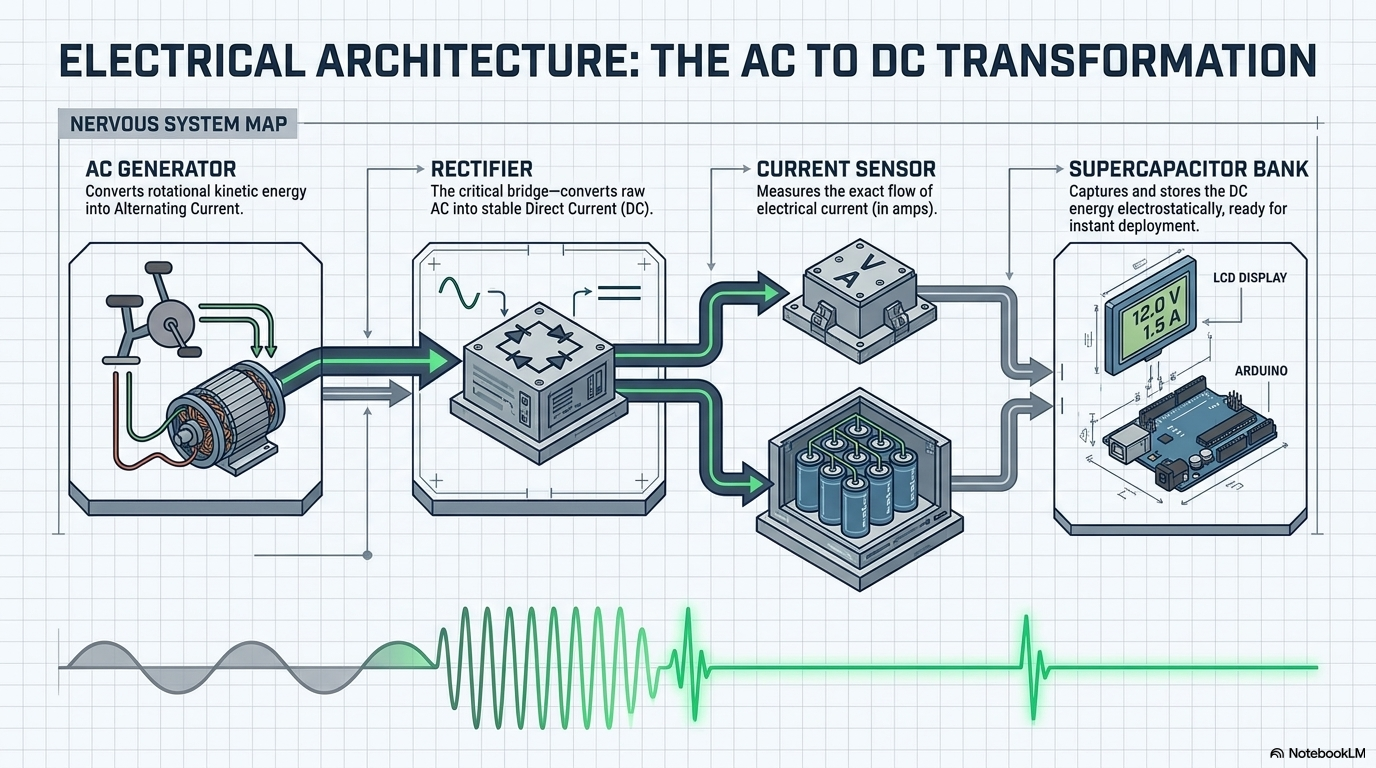 ELECTRICAL ARCHITECTURE: THE AC TO DC TRANSFORMATION
NERVOUS SYSTEM MAP
AC GENERATOR
Converts rotational kinetic energy
into Alternating Current.
RECTIFIER
The critical bridge—converts raw
AC into stable Direct Current (DC).
CURRENT SENSOR
Measures the exact flow of
electrical current (in amps).
SUPERCAPACITOR BANK
Captures and stores the DC
energy electrostatically, ready for
instant deployment.
V
A
LCD DISPLAY
12.0 V
1.5 A
ARDUINO
NotebookLM